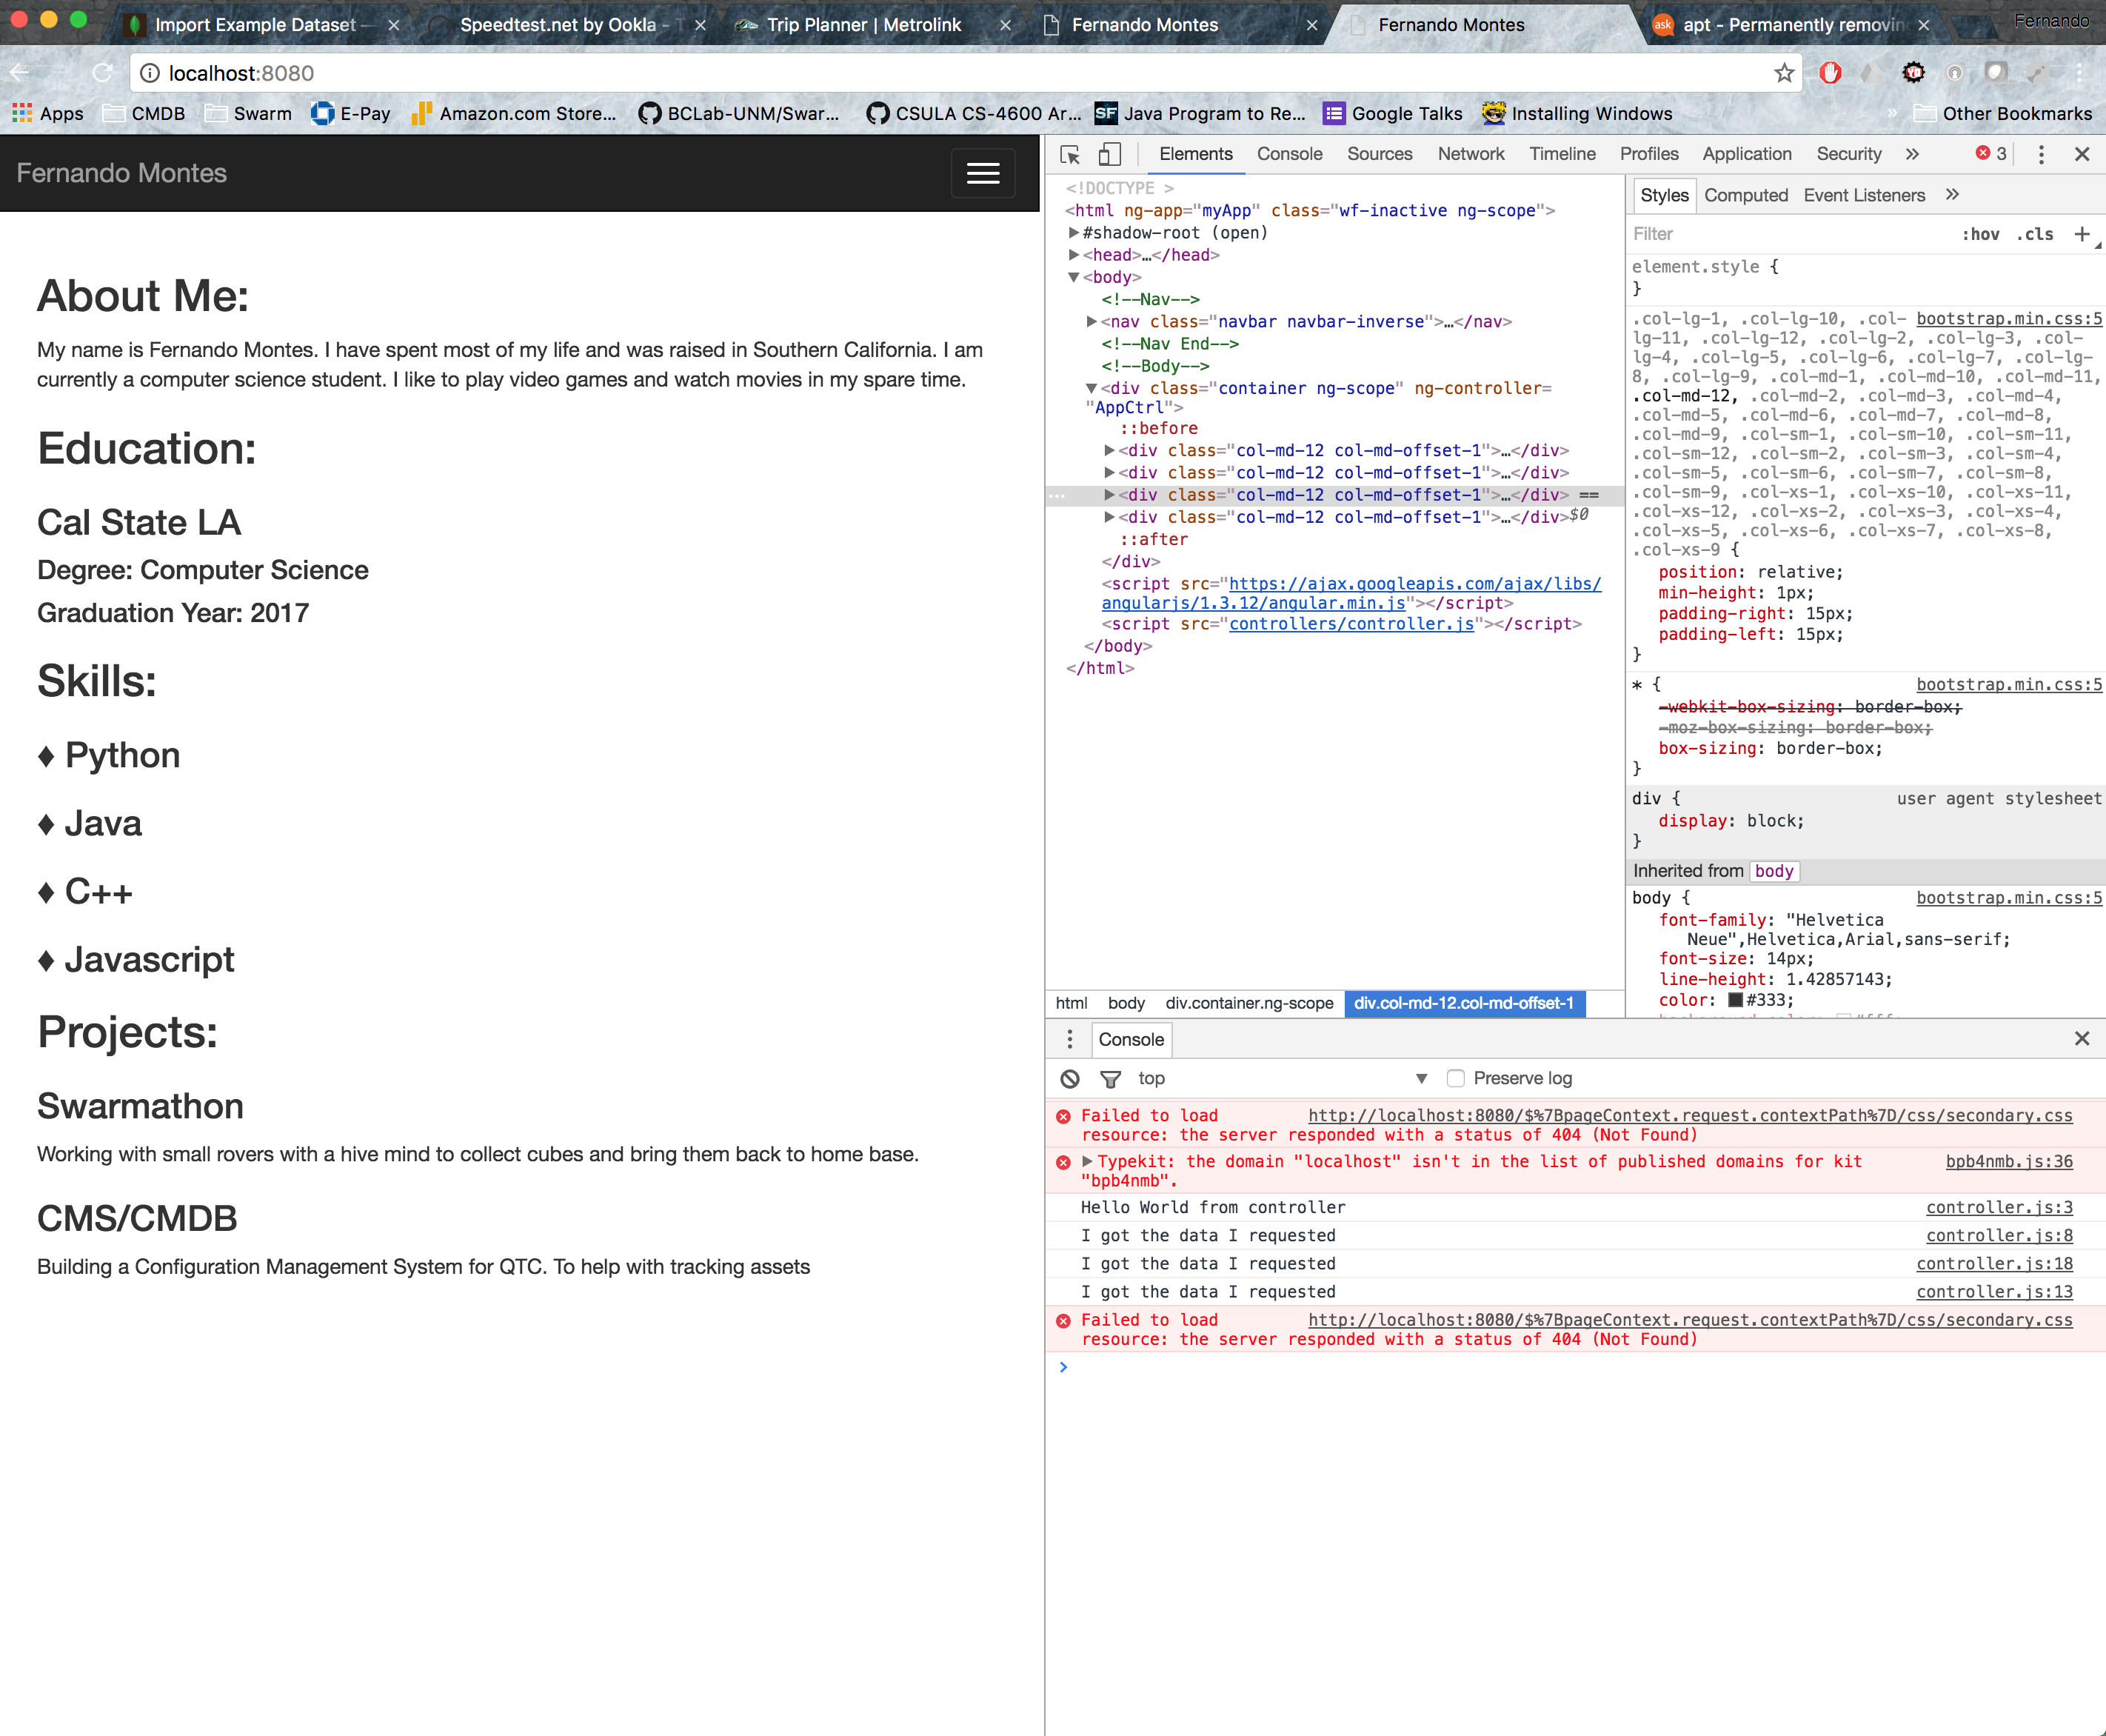 Import Example Dataset —
Speedtest.net by Ookla -
Trip Planner | Metrolink
Fernando Montes
Fernando Montes
apt - Permanently removin
Fernando
localhost:8080
Apps
CMDB
Swarm
E-Pay
Amazon.com Store...
BCLab-UNM/Swar...
CSULA CS-4600 Ar...
Java Program to Re...
Google Talks
Installing Windows
»
Other Bookmarks
Fernando Montes
About Me:
My name is Fernando Montes. I have spent most of my life and was raised in Southern California. I am
currently a computer science student. I like to play video games and watch movies in my spare time.
Education:
Cal State LA
Degree: Computer Science
Graduation Year: 2017
Skills:
♦ Python
♦ Java
♦ C++
♦ Javascript
Projects:
Swarmathon
Working with small rovers with a hive mind to collect cubes and bring them back to home base.
CMS/CMDB
Building a Configuration Management System for QTC. To help with tracking assets
Elements Console Sources Network Timeline Profiles Application Security » 3
<!DOCTYPE >
<html ng-app="myApp" class="wf-inactive ng-scope">
▶#shadow-root (open)
▶<head>…</head>
▼<body>
<!--Nav-->
▶<nav class="navbar navbar-inverse">…</nav>
<!--Nav End-->
<!--Body-->
▼<div class="container ng-scope" ng-controller=
"AppCtrl">
::before
▶<div class="col-md-12 col-md-offset-1">…</div>
▶<div class="col-md-12 col-md-offset-1">…</div>
▶<div class="col-md-12 col-md-offset-1">…</div> ==
▶<div class="col-md-12 col-md-offset-1">…</div>$0
::after
</div>
<script src="https://ajax.googleapis.com/ajax/libs/
angularjs/1.3.12/angular.min.js"></script>
<script src="controllers/controller.js"></script>
</body>
</html>
html body div.container.ng-scope div.col-md-12.col-md-offset-1
Styles Computed Event Listeners »
Filter :hov .cls +
element.style {
}
.col-lg-1, .col-lg-10, .col- bootstrap.min.css:5
lg-11, .col-lg-12, .col-lg-2, .col-lg-3, .col-
lg-4, .col-lg-5, .col-lg-6, .col-lg-7, .col-lg-
8, .col-lg-9, .col-md-1, .col-md-10, .col-md-11,
.col-md-12, .col-md-2, .col-md-3, .col-md-4,
.col-md-5, .col-md-6, .col-md-7, .col-md-8,
.col-md-9, .col-sm-1, .col-sm-10, .col-sm-11,
.col-sm-12, .col-sm-2, .col-sm-3, .col-sm-4,
.col-sm-5, .col-sm-6, .col-sm-7, .col-sm-8,
.col-sm-9, .col-xs-1, .col-xs-10, .col-xs-11,
.col-xs-12, .col-xs-2, .col-xs-3, .col-xs-4,
.col-xs-5, .col-xs-6, .col-xs-7, .col-xs-8,
.col-xs-9 {
position: relative;
min-height: 1px;
padding-right: 15px;
padding-left: 15px;
}
* { bootstrap.min.css:5
-webkit-box-sizing: border-box;
-moz-box-sizing: border-box;
box-sizing: border-box;
}
div { user agent stylesheet
display: block;
}
Inherited from body
body { bootstrap.min.css:5
font-family: "Helvetica
Neue",Helvetica,Arial,sans-serif;
font-size: 14px;
line-height: 1.42857143;
color: #333;
Console
top ▼ Preserve log
Failed to load http://localhost:8080/$%7BpageContext.request.contextPath%7D/css/secondary.css
resource: the server responded with a status of 404 (Not Found)
▶Typekit: the domain "localhost" isn't in the list of published domains for kit bpb4nmb.js:36
"bpb4nmb".
Hello World from controller controller.js:3
I got the data I requested controller.js:8
I got the data I requested controller.js:18
I got the data I requested controller.js:13
Failed to load http://localhost:8080/$%7BpageContext.request.contextPath%7D/css/secondary.css
resource: the server responded with a status of 404 (Not Found)